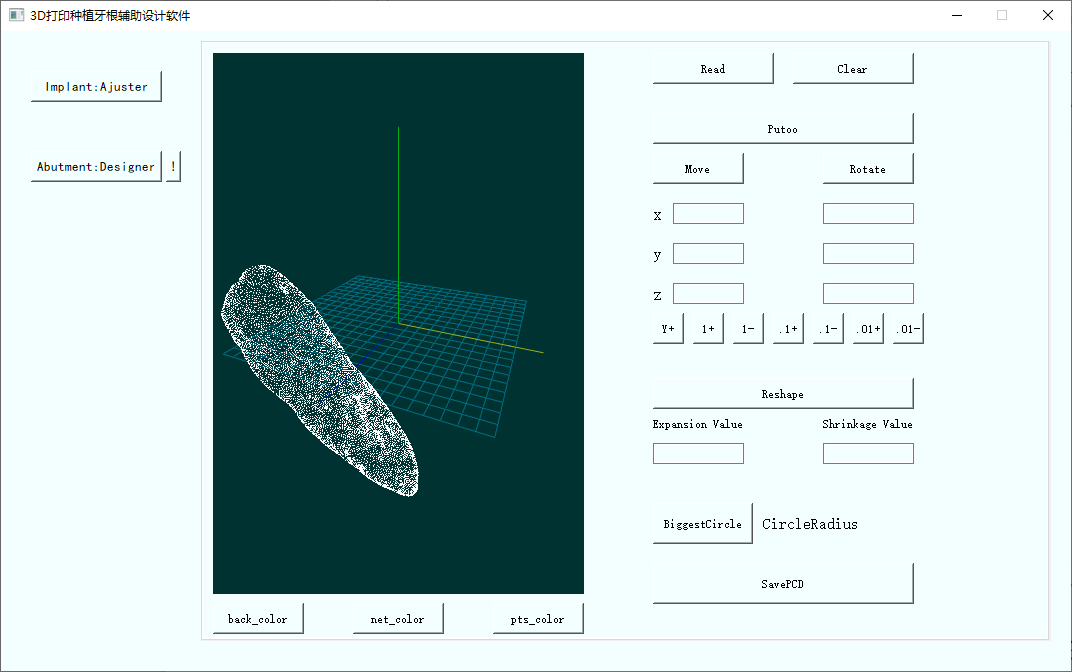 3D打印种植牙根辅助设计软件
Implant:Ajuster
Abutment:Designer !
Read Clear
Putoo
Move Rotate
x
y
z
Y+ 1+ 1- .1+ .1- .01+ .01-
Reshape
Expansion Value Shrinkage Value
BiggestCircle CircleRadius
SavePCD
back_color net_color pts_color